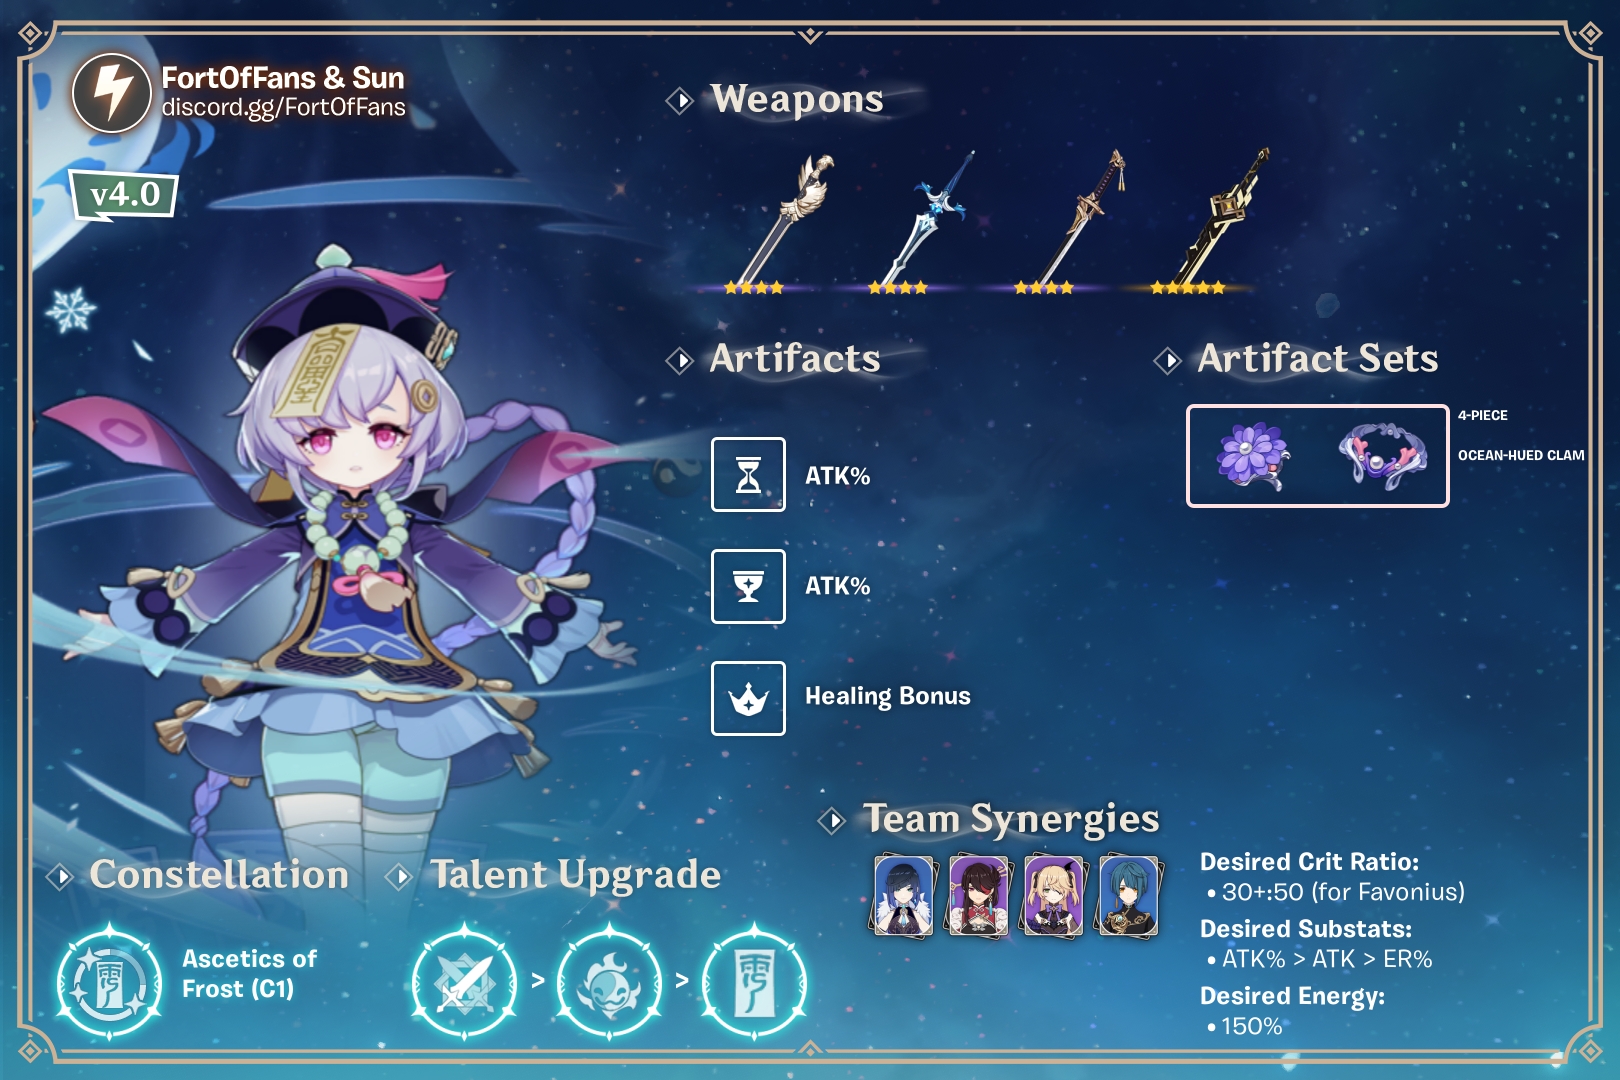 FortOfFans & Sun
discord.gg/FortOfFans
v4.0
Weapons
Artifacts
ATK%
ATK%
Healing Bonus
Artifact Sets
4-PIECE
OCEAN-HUED CLAM
Constellation
Ascetics of
Frost (C1)
Talent Upgrade
>
>
Team Synergies
Desired Crit Ratio:
• 30+:50 (for Favonius)
Desired Substats:
• ATK% > ATK > ER%
Desired Energy:
• 150%